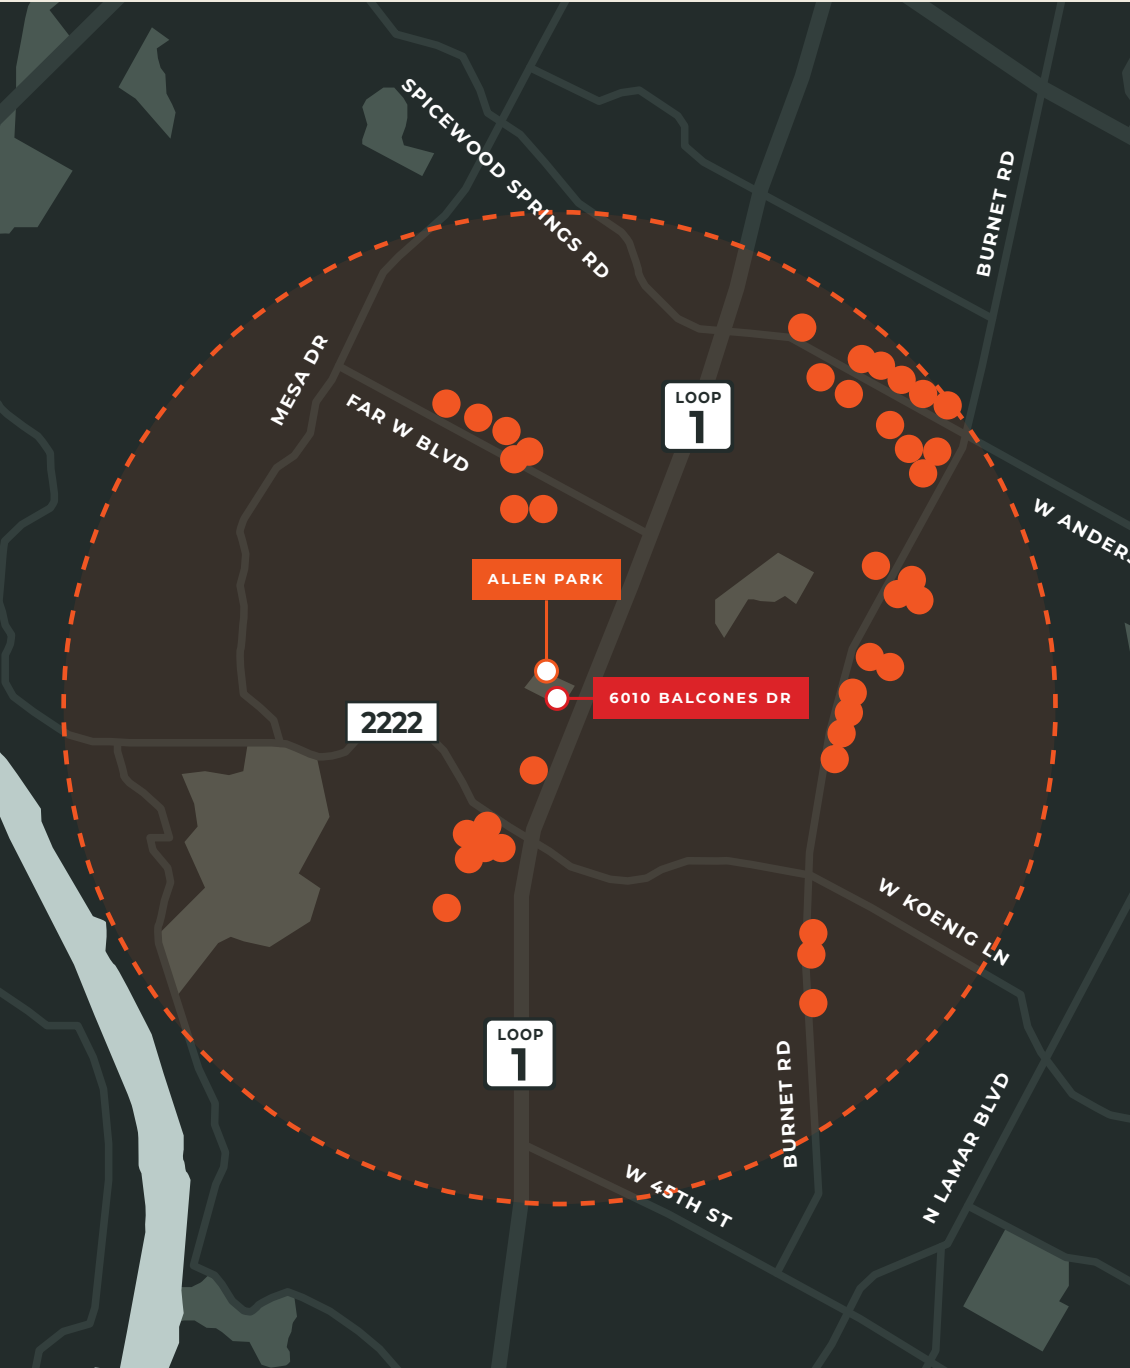 SPICEWOOD SPRINGS RD
BURNET RD
MESA DR
FAR W BLVD
LOOP
1
W ANDERS
ALLEN PARK
6010 BALCONES DR
2222
W KOENIG LN
LOOP
1
BURNET RD
N LAMAR BLVD
W 45TH ST